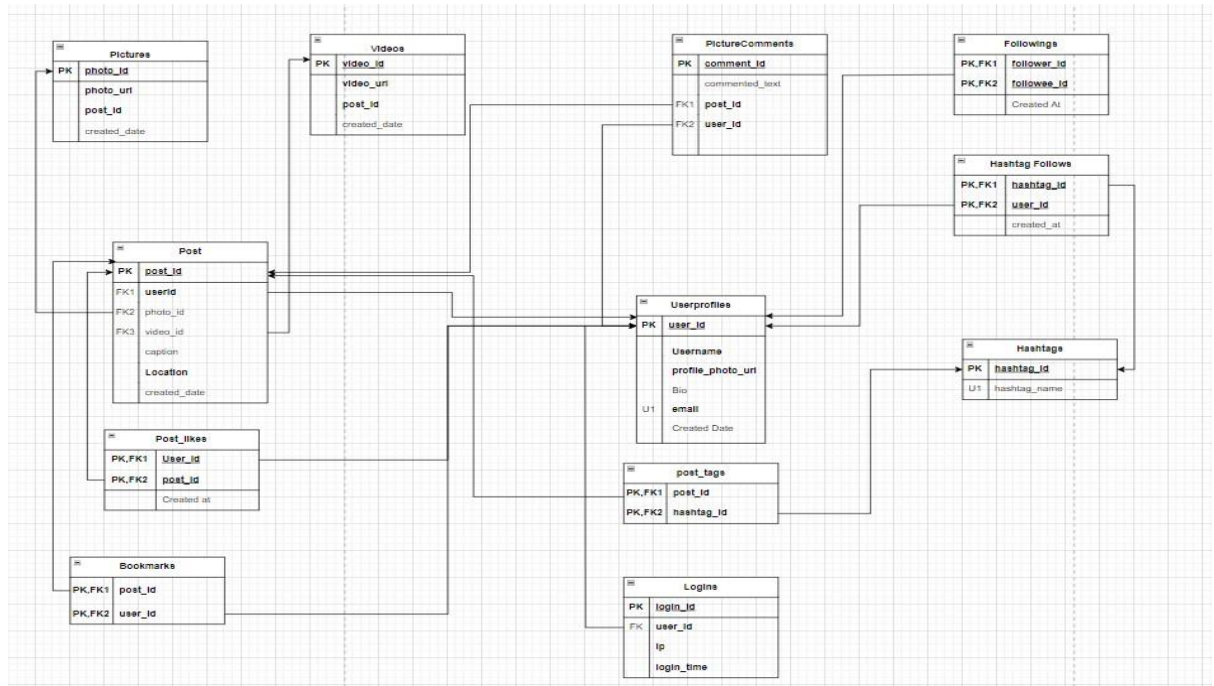 Pictures
PK photo_id
photo_url
post_id
created_date
Videos
PK video_id
video_url
post_id
created_date
PictureComments
PK comment_id
commented_text
FK1 post_id
FK2 user_id
Followings
PK,FK1 follower_id
PK,FK2 followee_id
Created At
Hashtag Follows
PK,FK1 hashtag_id
PK,FK2 user_id
created_at
Post
PK post_id
FK1 userid
FK2 photo_id
FK3 video_id
caption
Location
created_date
Userprofiles
PK user_id
Username
profile_photo_url
Bio
U1 email
Created Date
Hashtags
PK hashtag_id
U1 hashtag_name
Post_likes
PK,FK1 User_id
PK,FK2 post_id
Created at
post_tags
PK,FK1 post_id
PK,FK2 hashtag_id
Bookmarks
PK,FK1 post_id
PK,FK2 user_id
Logins
PK login_id
FK user_id
ip
login_time